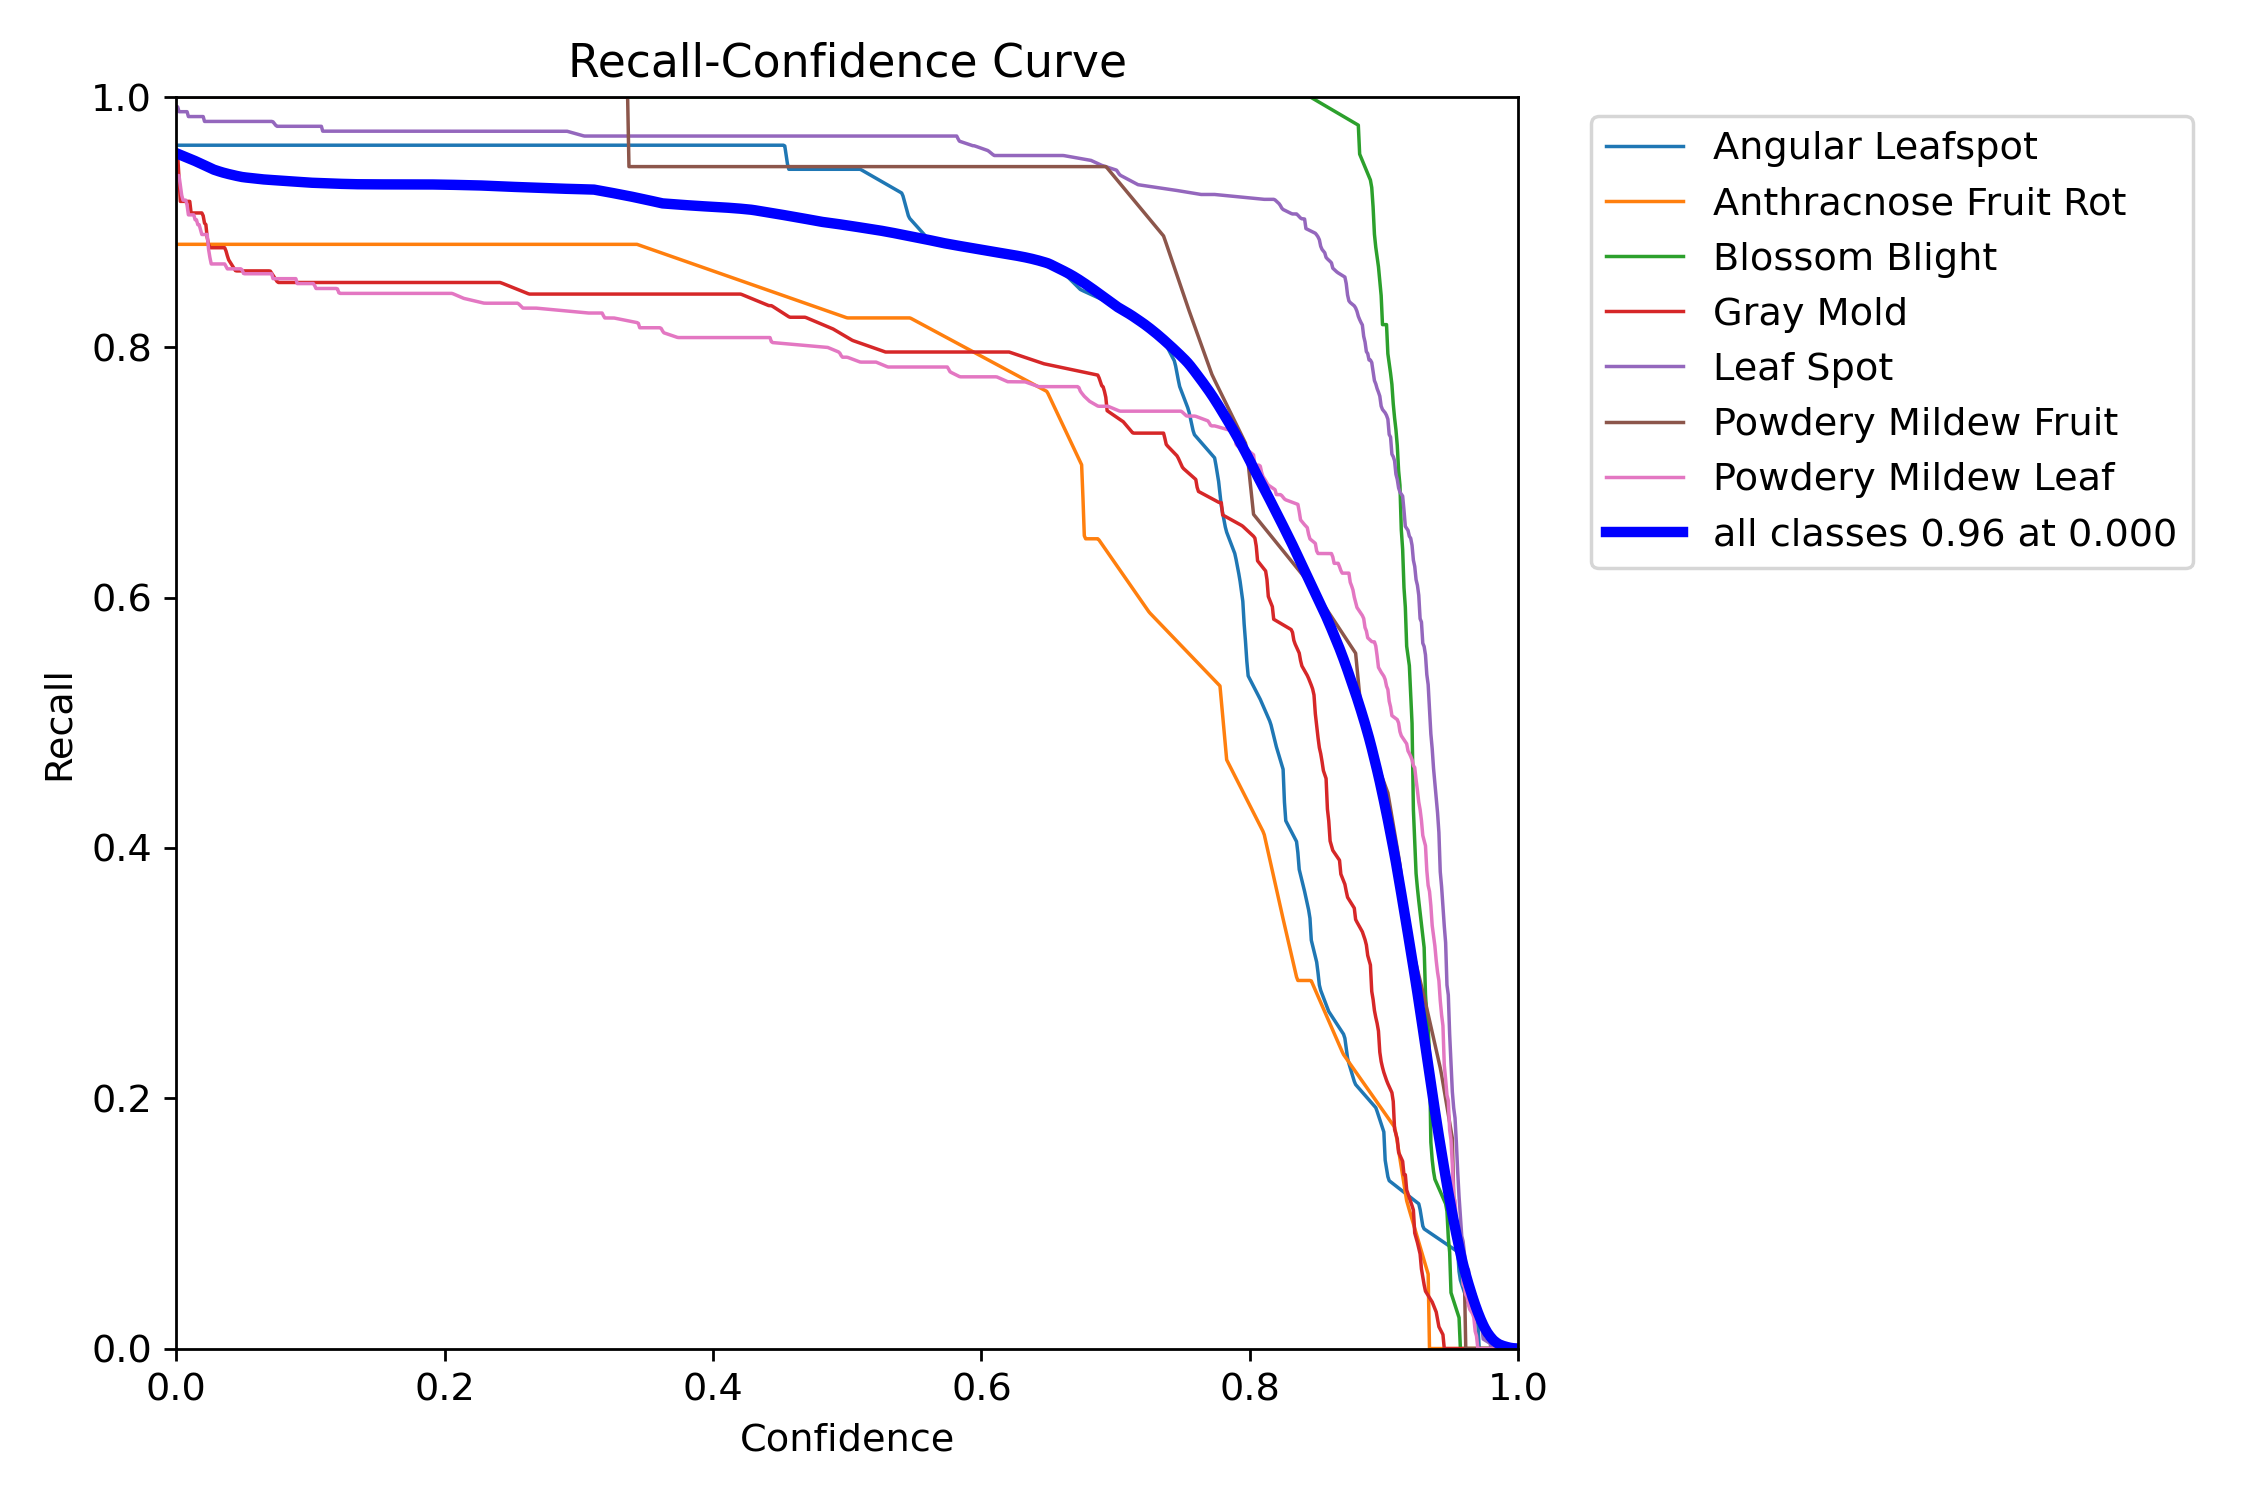 Recall-Confidence Curve
1.0
0.8
0.6
0.4
0.2
0.0
Recall
0.0 0.2 0.4 0.6 0.8 1.0
Confidence
Angular Leafspot
Anthracnose Fruit Rot
Blossom Blight
Gray Mold
Leaf Spot
Powdery Mildew Fruit
Powdery Mildew Leaf
all classes 0.96 at 0.000